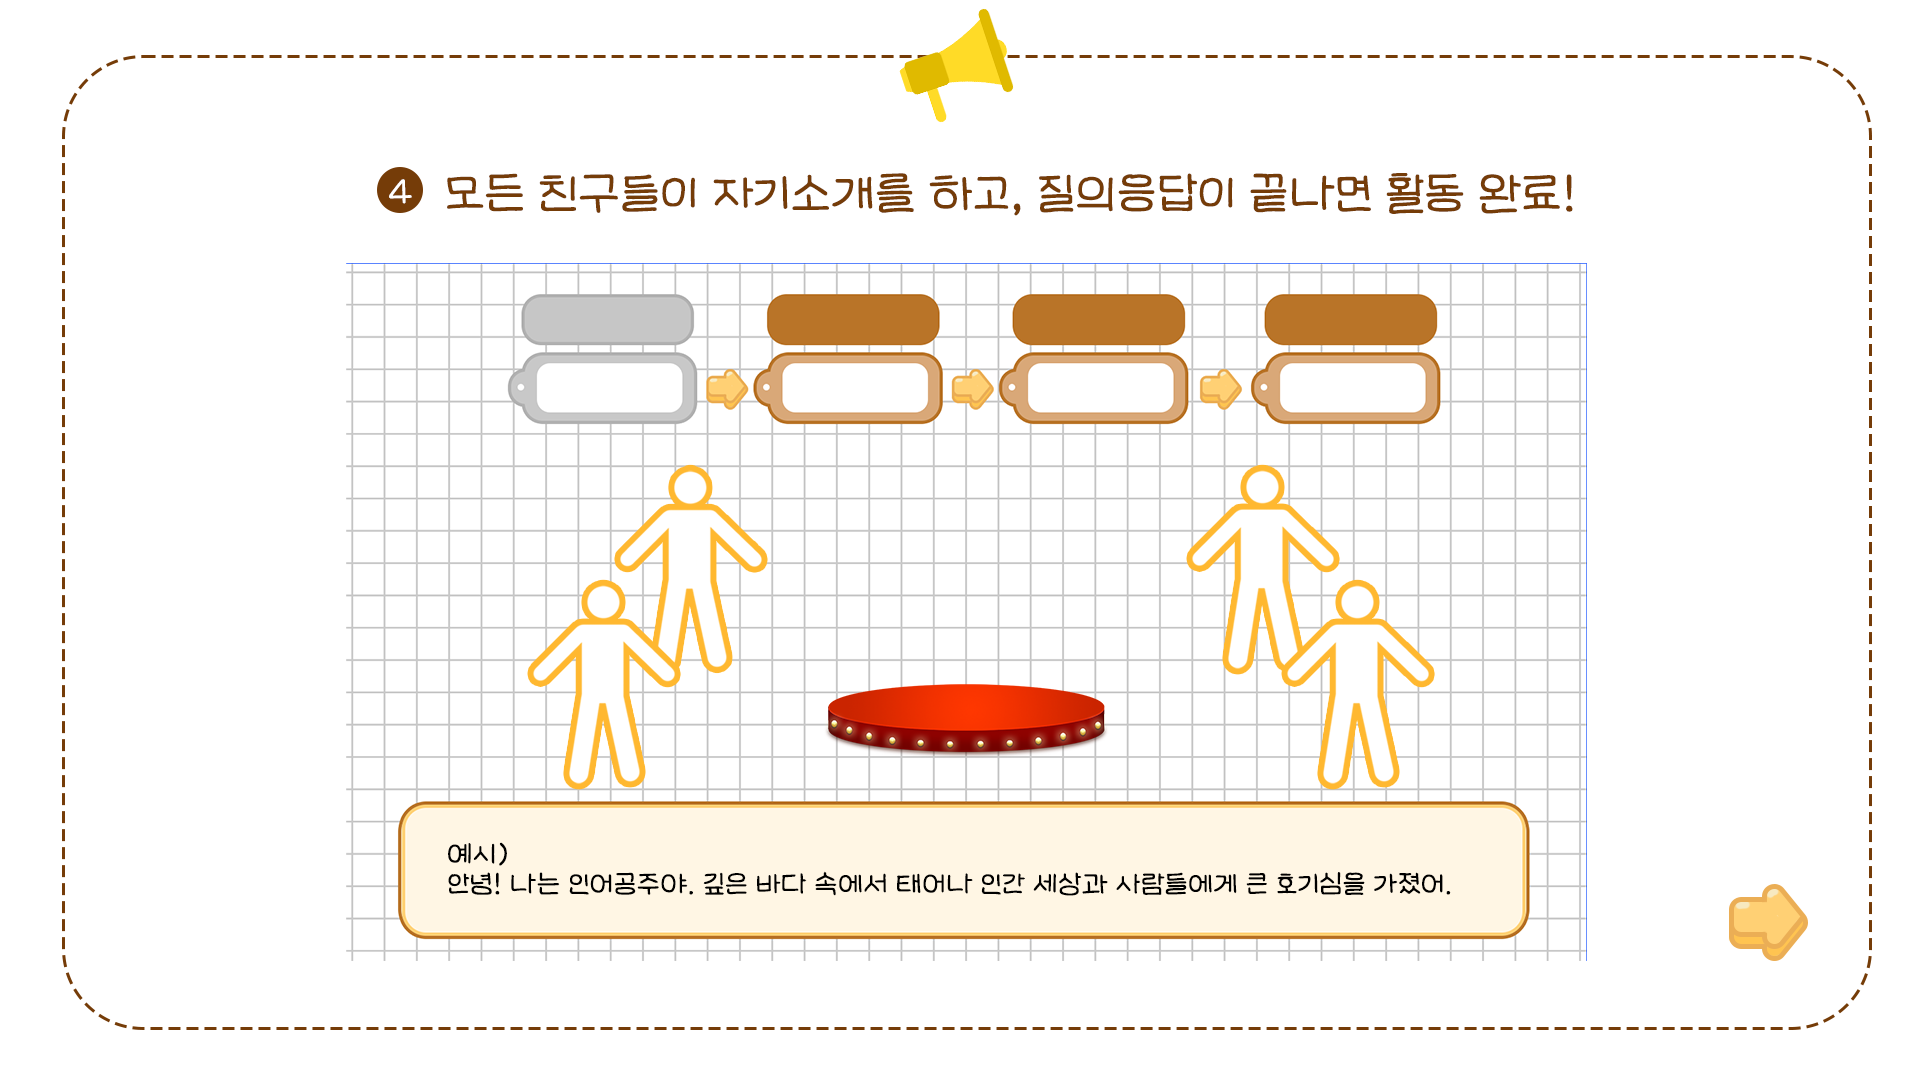 4 모든 친구들이 자기소개를 하고, 질의응답이 끝나면 활동 완료!
예시)
안녕! 나는 인어공주야. 깊은 바다 속에서 태어나 인간 세상과 사람들에게 큰 호기심을 가졌어.